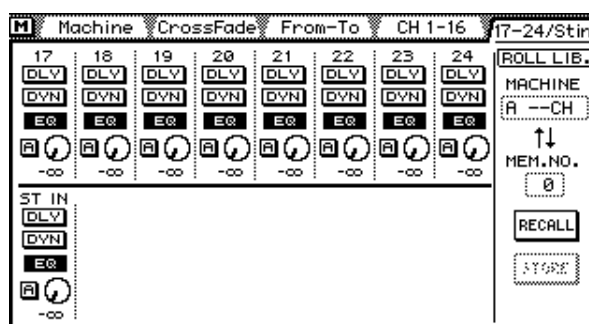 M Machine CrossFade From-To CH 1-16 17-24/Stin
17 18 19 20 21 22 23 24
DLY DLY DLY DLY DLY DLY DLY DLY
DYN DYN DYN DYN DYN DYN DYN DYN
EQ EQ EQ EQ EQ EQ EQ EQ
A A A A A A A A
-∞ -∞ -∞ -∞ -∞ -∞ -∞ -∞
ST IN
DLY
DYN
EQ
A
-∞
ROLL LIB.
MACHINE
A --CH
↑↓
MEM.NO.
0
RECALL
STORE